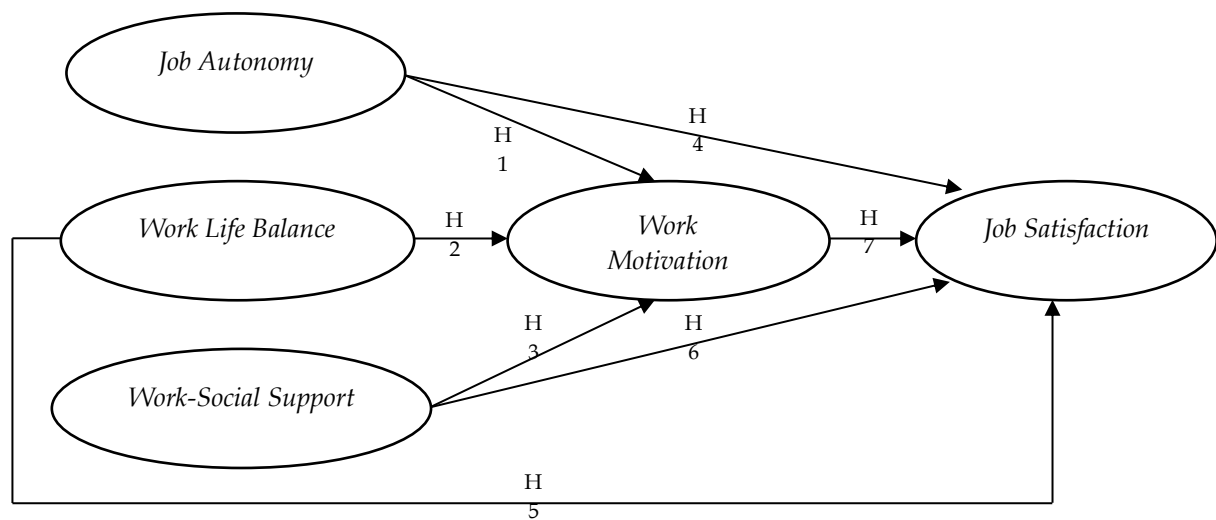 Job Autonomy
H
4
H
1
Work Life Balance
H
2
Work
Motivation
H
7
Job Satisfaction
H
3
H
6
Work-Social Support
H
5